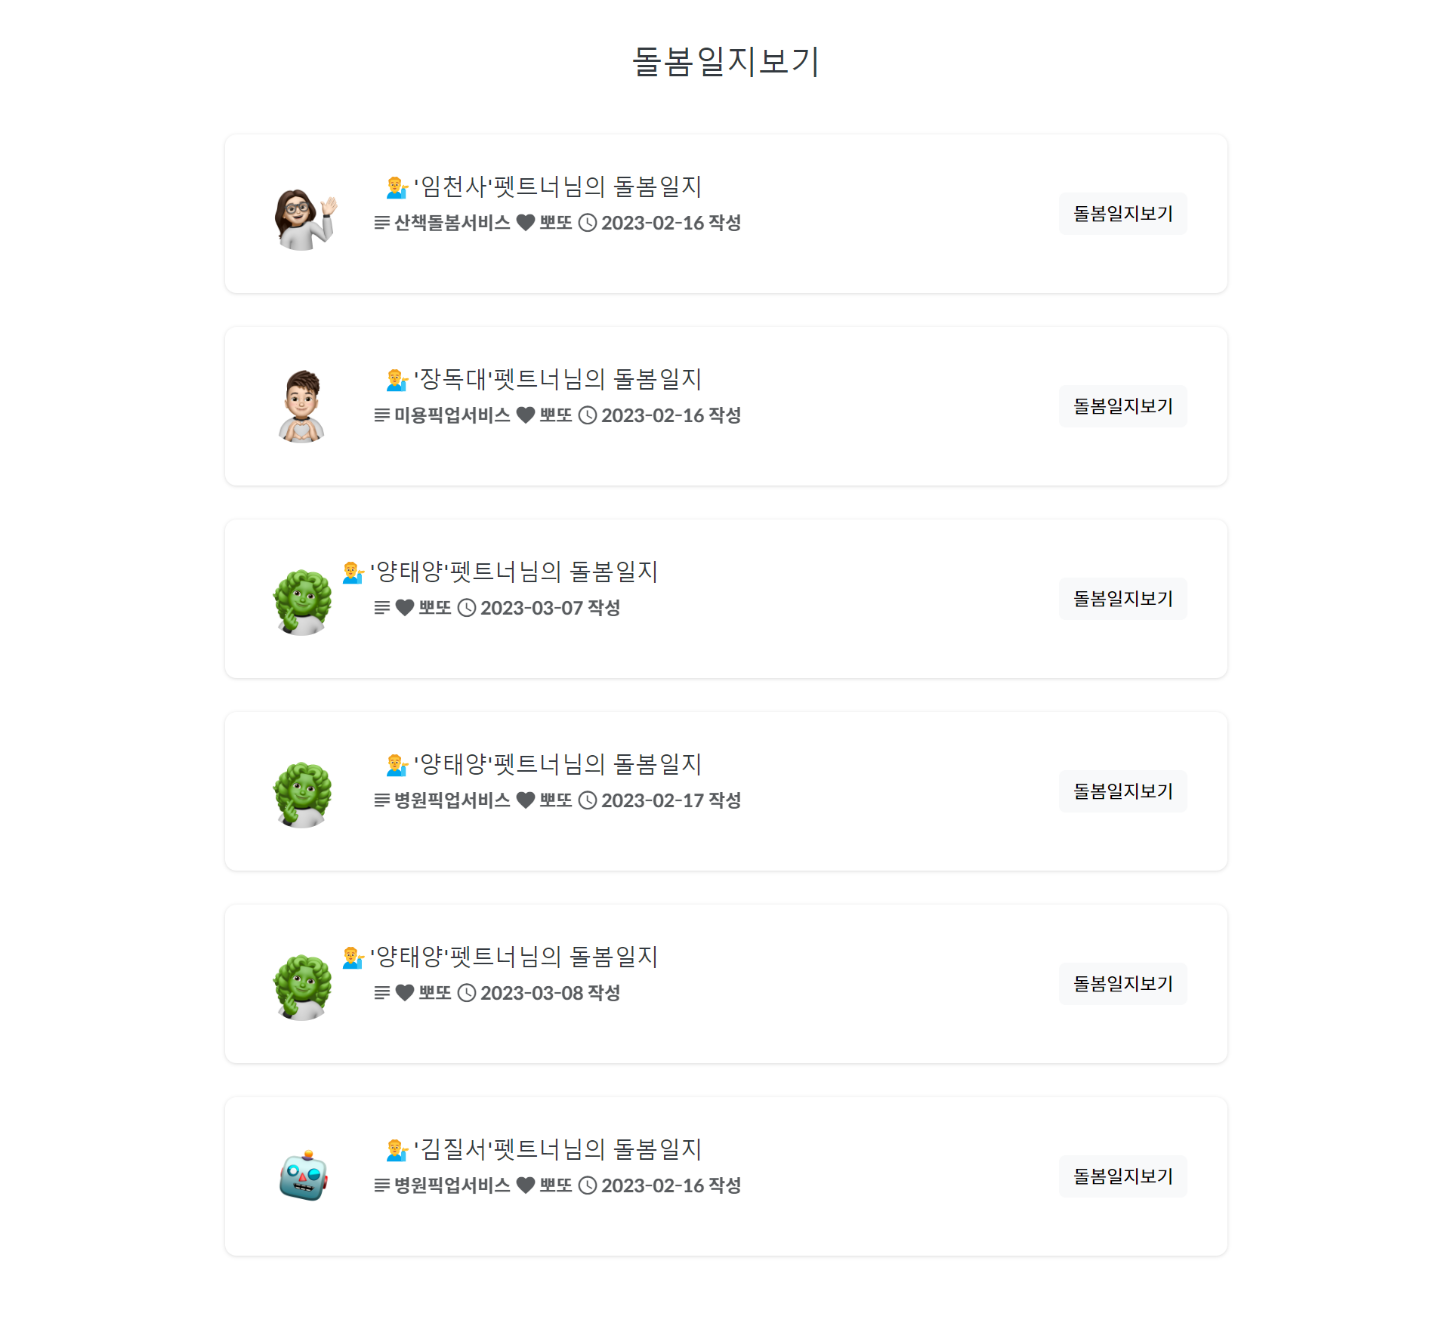 돌봄일지보기
'임천사'펫트너님의 돌봄일지
산책돌봄서비스 뽀또 2023-02-16 작성
돌봄일지보기
'장독대'펫트너님의 돌봄일지
미용픽업서비스 뽀또 2023-02-16 작성
돌봄일지보기
'양태양'펫트너님의 돌봄일지
뽀또 2023-03-07 작성
돌봄일지보기
'양태양'펫트너님의 돌봄일지
병원픽업서비스 뽀또 2023-02-17 작성
돌봄일지보기
'양태양'펫트너님의 돌봄일지
뽀또 2023-03-08 작성
돌봄일지보기
'김질서'펫트너님의 돌봄일지
병원픽업서비스 뽀또 2023-02-16 작성
돌봄일지보기